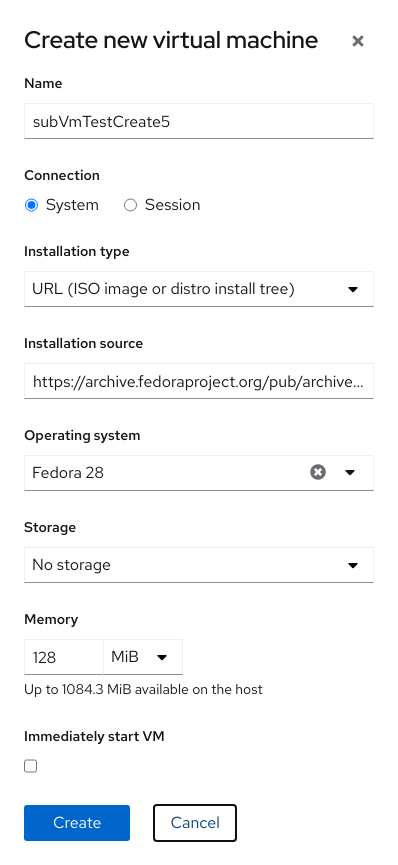 Create new virtual machine
Name
subVmTestCreate5
Connection
System Session
Installation type
URL (ISO image or distro install tree)
Installation source
https://archive.fedoraproject.org/pub/archive...
Operating system
Fedora 28
Storage
No storage
Memory
128 MiB
Up to 1084.3 MiB available on the host
Immediately start VM
Create Cancel